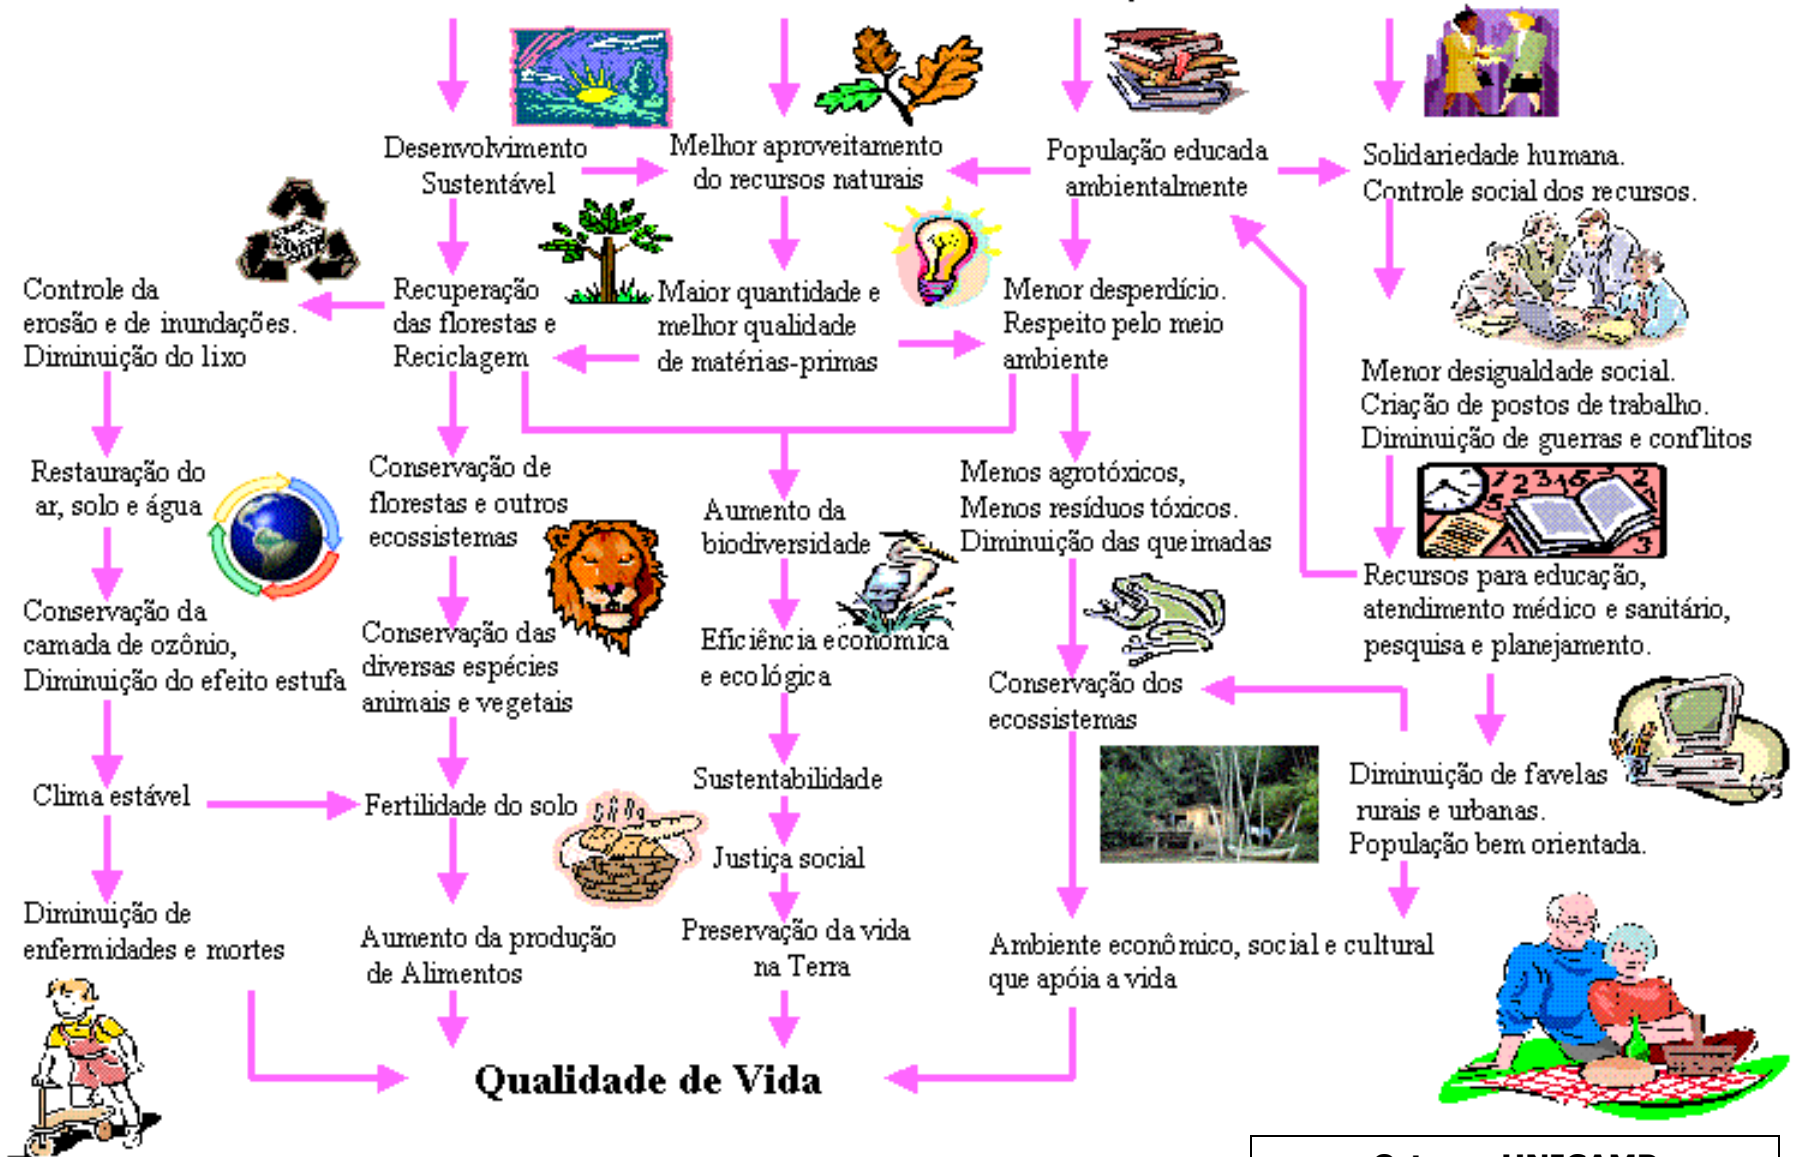 Desenvolvimento
Sustentável
Melhor aproveitamento
do recursos naturais
População educada
ambientalmente
Solidariedade humana.
Controle social dos recursos.
Controle da
erosão e de inundações.
Diminuição do lixo
Recuperação
das florestas e
Reciclagem
Maior quantidade e
melhor qualidade
de matérias-primas
Menor desperdício.
Respeito pelo meio
ambiente
Menor desigualdade social.
Criação de postos de trabalho.
Diminuição de guerras e conflitos
Restauração do
ar, solo e água
Conservação de
florestas e outros
ecossistemas
Aumento da
biodiversidade
Menos agrotóxicos,
Menos resíduos tóxicos.
Diminuição das queimadas
Recursos para educação,
atendimento médico e sanitário,
pesquisa e planejamento.
Conservação da
camada de ozônio,
Diminuição do efeito estufa
Conservação das
diversas espécies
animais e vegetais
Eficiência econômica
e ecológica
Conservação dos
ecossistemas
Clima estável
Fertilidade do solo
Sustentabilidade
Justiça social
Diminuição de favelas
rurais e urbanas.
População bem orientada.
Diminuição de
enfermidades e mortes
Aumento da produção
de Alimentos
Preservação da vida
na Terra
Ambiente econômico, social e cultural
que apóia a vida
Qualidade de Vida